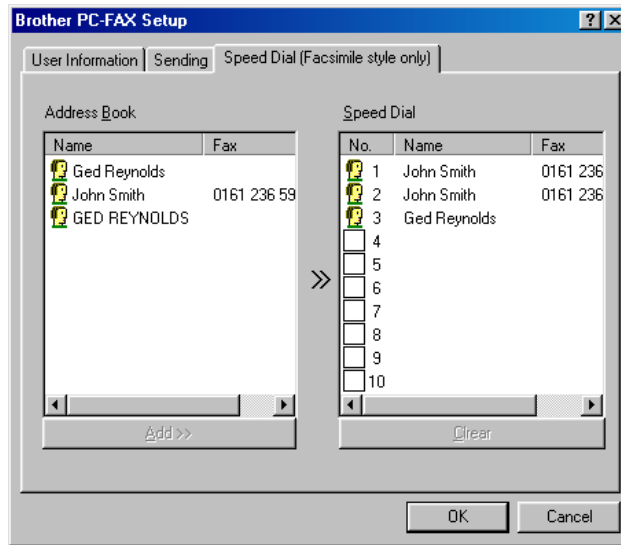 Brother PC-FAX Setup
User Information Sending Speed Dial (Facsimile style only)
Address Book
Name Fax
Ged Reynolds
John Smith 0161 236 59
GED REYNOLDS
Add >>
Speed Dial
No. Name Fax
1 John Smith 0161 236
2 John Smith 0161 236
3 Ged Reynolds
4
5
6
7
8
9
10
Clrear
OK Cancel